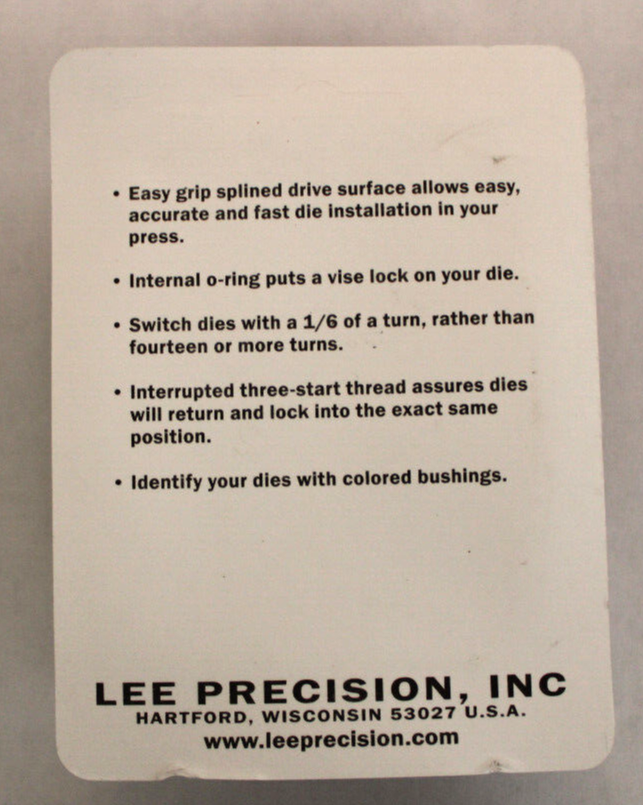 • Easy grip splined drive surface allows easy,
accurate and fast die installation in your
press.
• Internal o-ring puts a vise lock on your die.
• Switch dies with a 1/6 of a turn, rather than
fourteen or more turns.
• Interrupted three-start thread assures dies
will return and lock into the exact same
position.
• Identify your dies with colored bushings.
LEE PRECISION, INC
HARTFORD, WISCONSIN 53027 U.S.A.
www.leeprecision.com